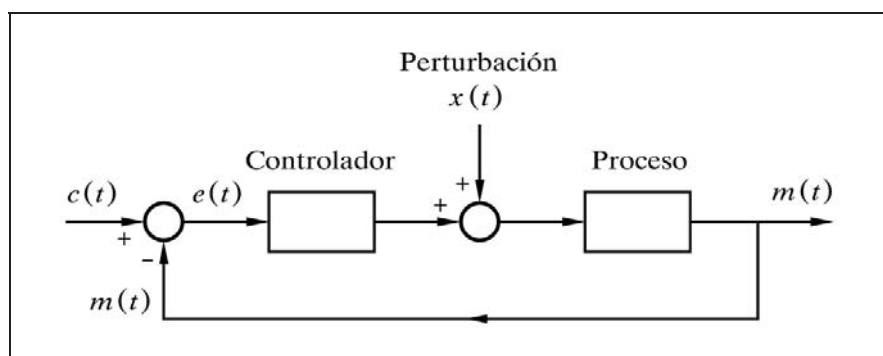 Perturbación
x(t)
Controlador
Proceso
c(t)
e(t)
m(t)
+
+
+
−
m(t)